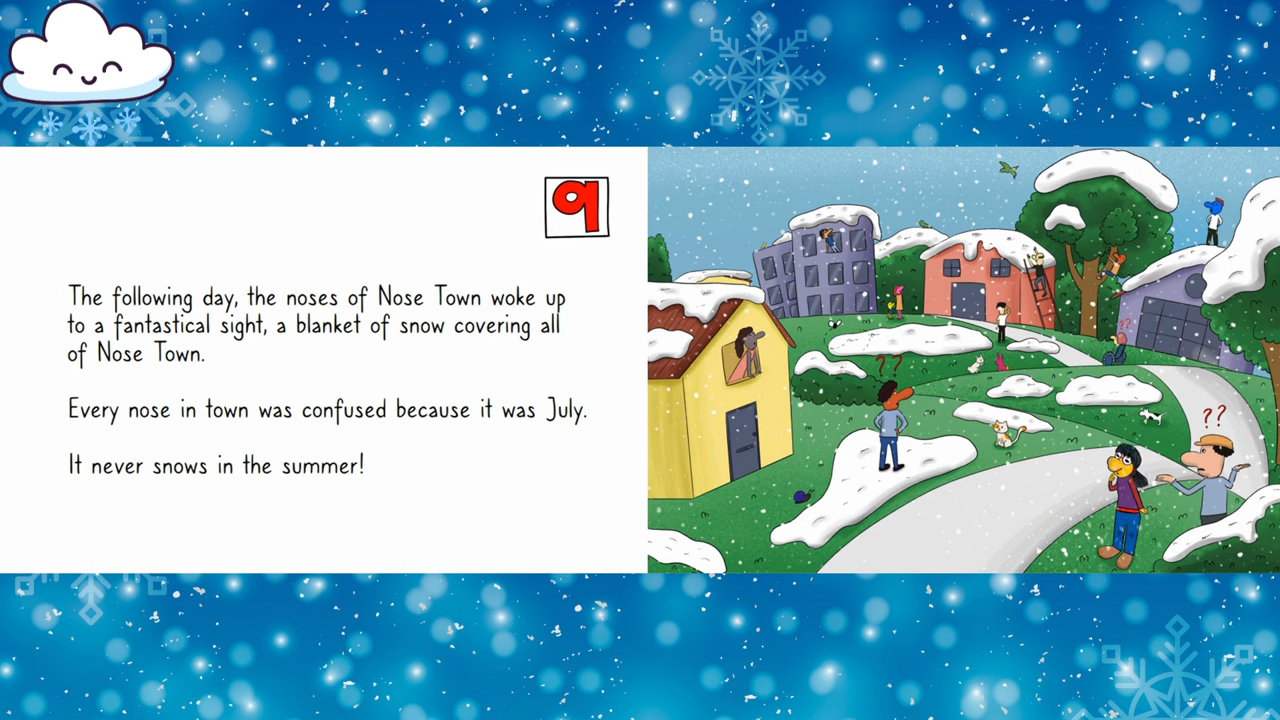 9
The following day, the noses of Nose Town woke up
to a fantastical sight, a blanket of snow covering all
of Nose Town.
Every nose in town was confused because it was July.
It never snows in the summer!
??
??
??